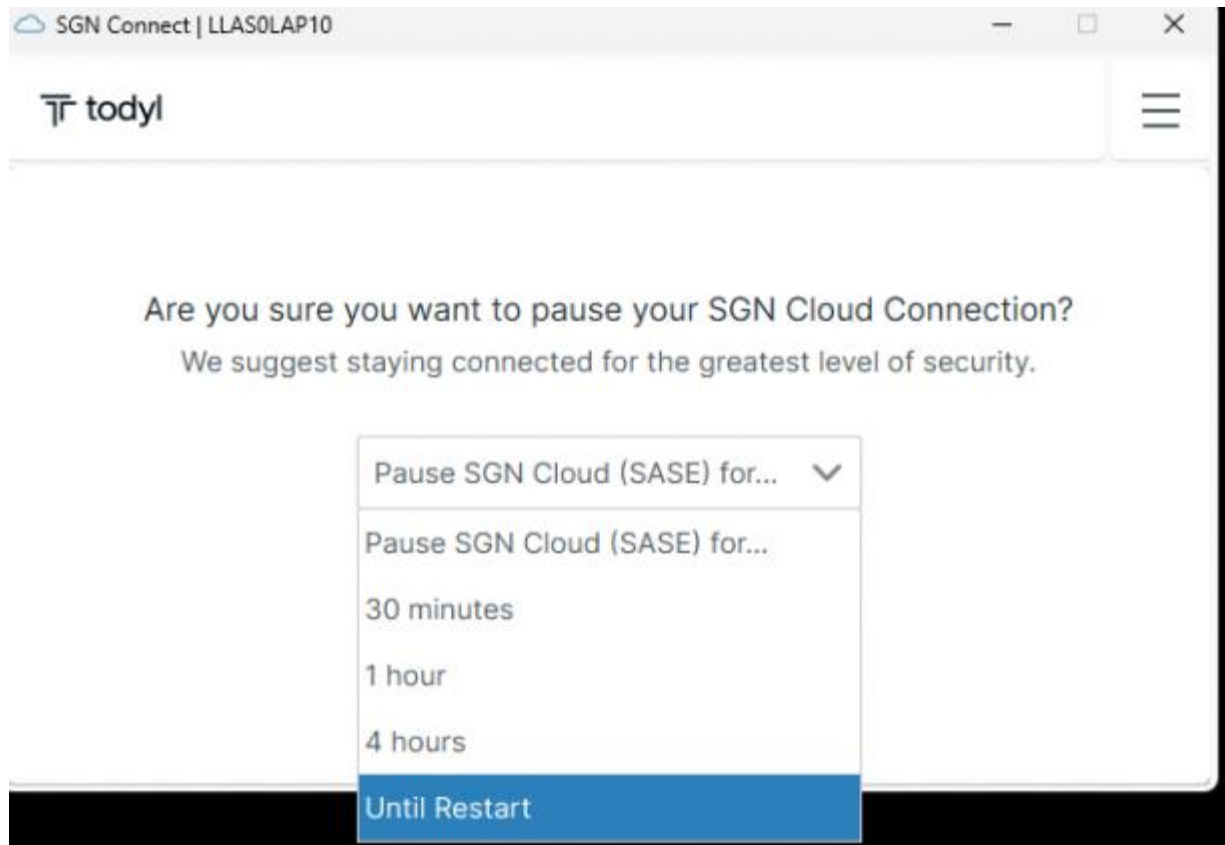 SGN Connect | LLAS0LAP10
todyl
Are you sure you want to pause your SGN Cloud Connection?
We suggest staying connected for the greatest level of security.
Pause SGN Cloud (SASE) for...
Pause SGN Cloud (SASE) for...
30 minutes
1 hour
4 hours
Until Restart